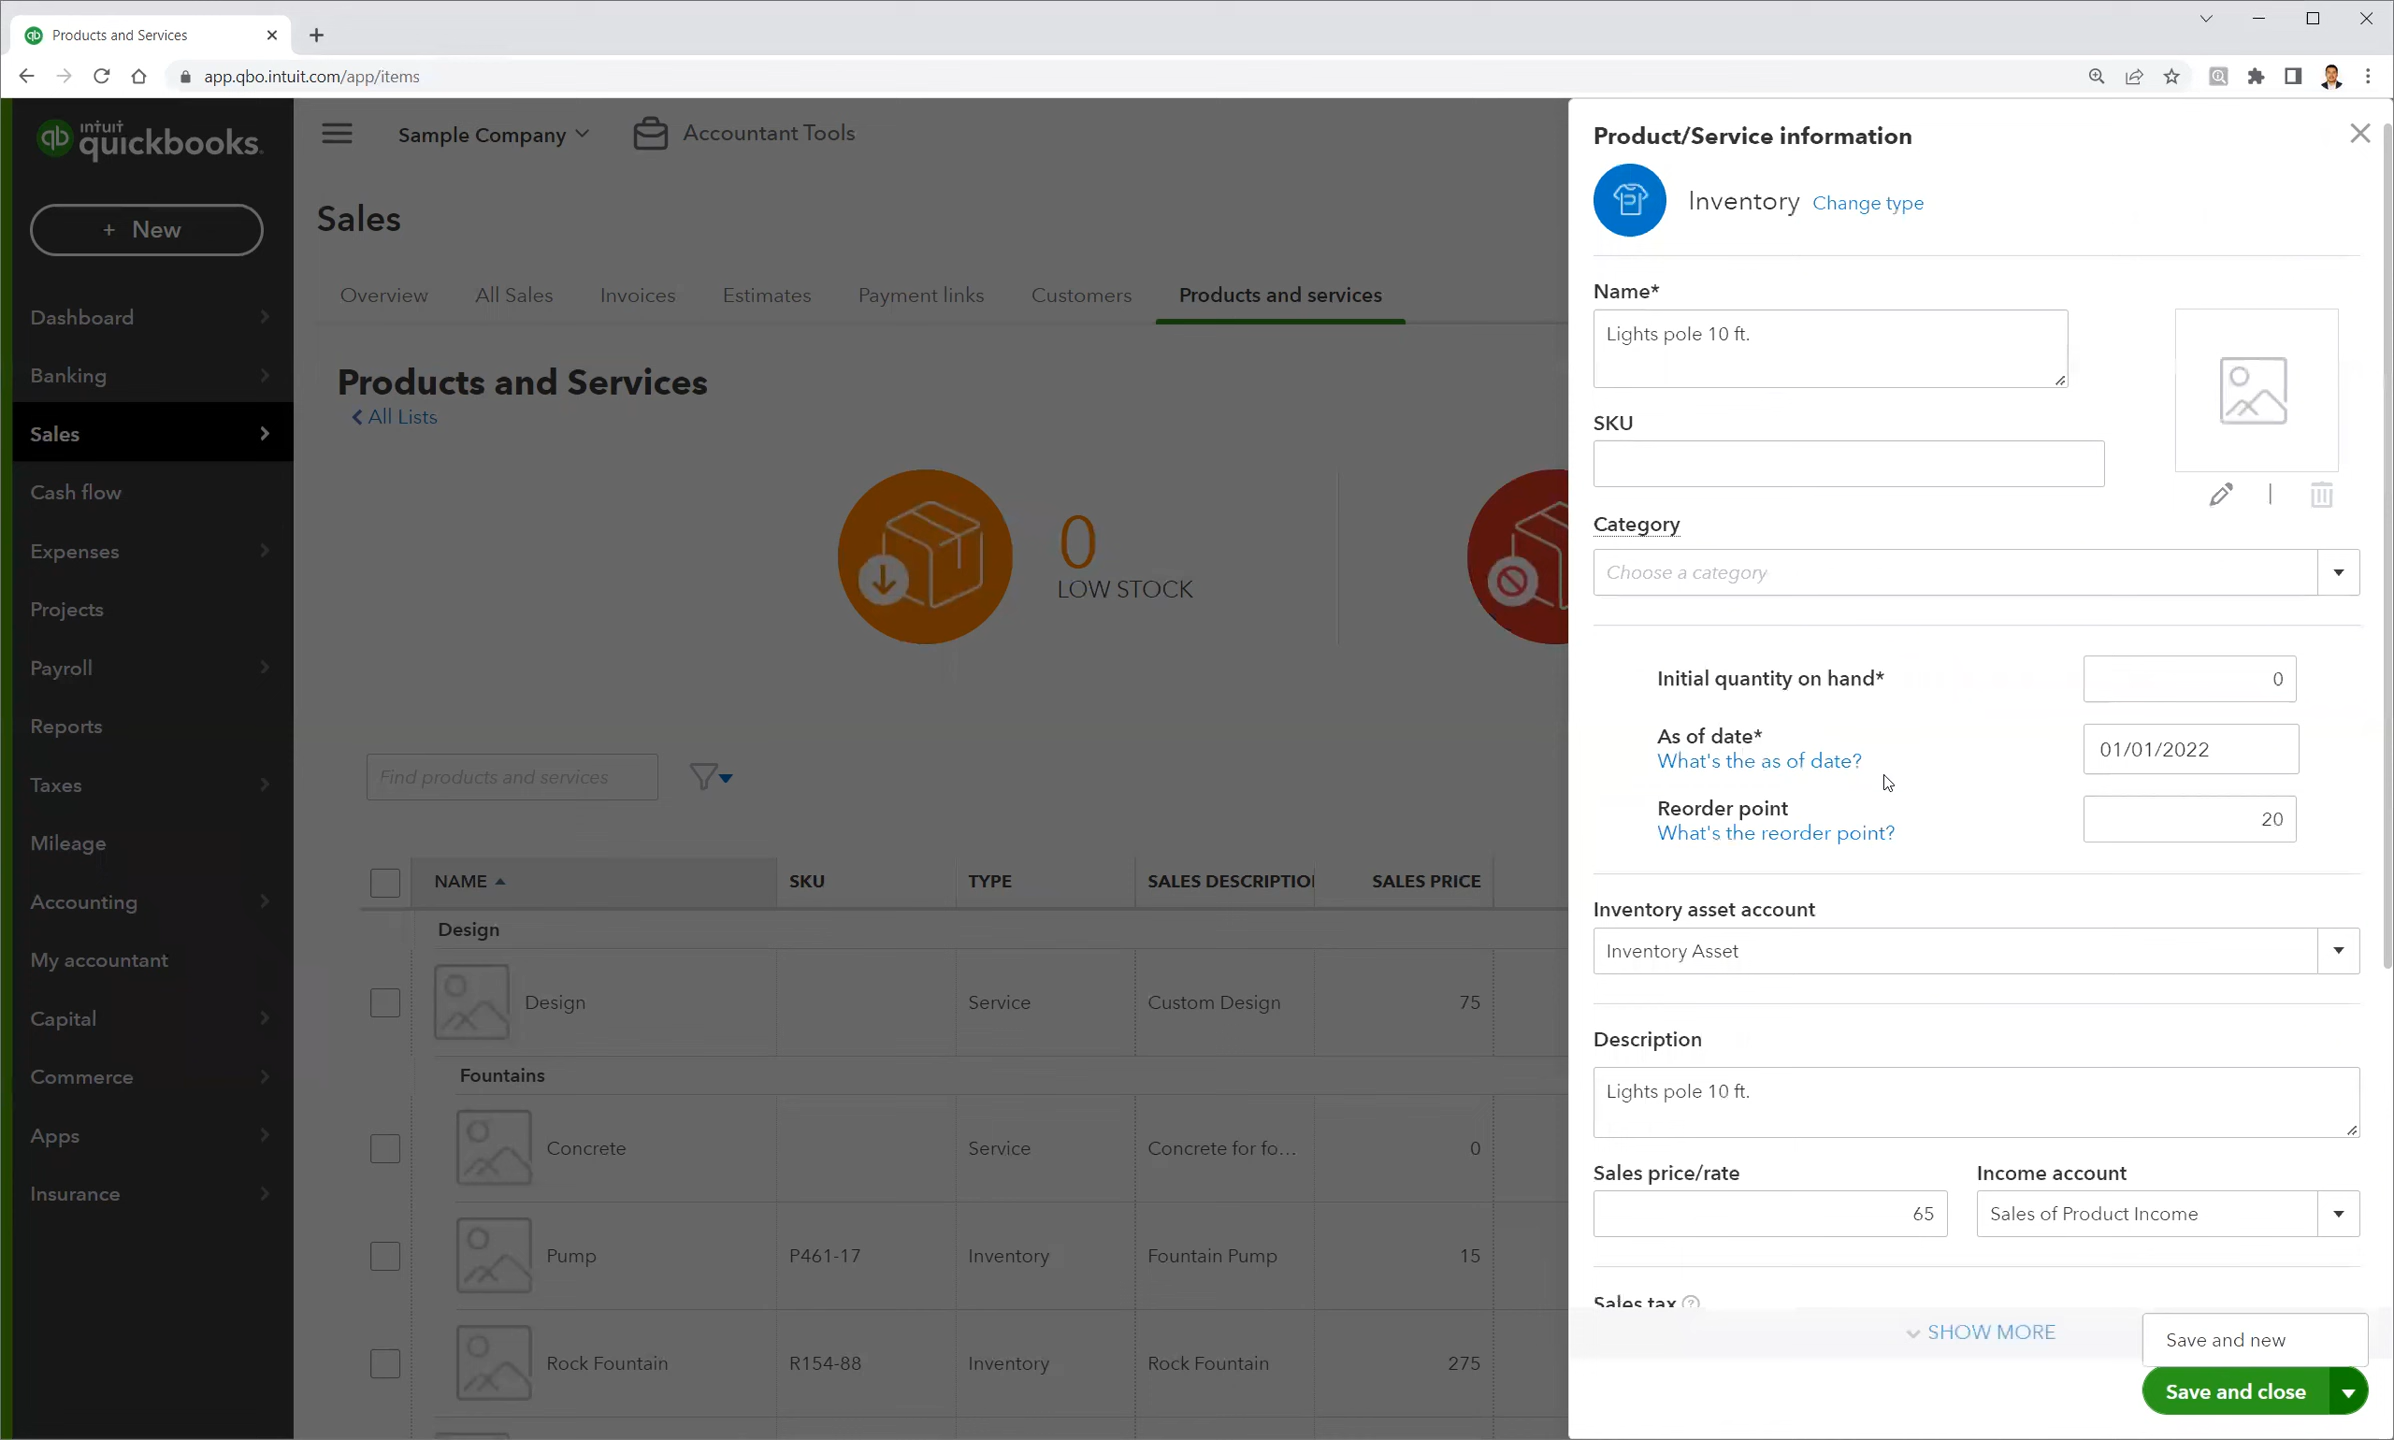 Products and Services
app.qbo.intuit.com/app/items
intuit
quickbooks.
+ New
Dashboard
Banking
Sales
Cash flow
Expenses
Projects
Payroll
Reports
Taxes
Mileage
Accounting
My accountant
Capital
Commerce
Apps
Insurance
Sample Company
Accountant Tools
Sales
Overview All Sales Invoices Estimates Payment links Customers Products and services
Products and Services
All Lists
0
LOW STOCK
Find products and services
NAME SKU TYPE SALES DESCRIPTIO SALES PRICE
Design
Design Service Custom Design 75
Fountains
Concrete Service Concrete for fo... 0
Pump P461-17 Inventory Fountain Pump 15
Rock Fountain R154-88 Inventory Rock Fountain 275
Product/Service information
Inventory Change type
Name*
Lights pole 10 ft.
SKU
Category
Choose a category
Initial quantity on hand* 0
As of date*
What's the as of date?
01/01/2022
Reorder point
What's the reorder point?
20
Inventory asset account
Inventory Asset
Description
Lights pole 10 ft.
Sales price/rate Income account
65 Sales of Product Income
Sales tax
SHOW MORE
Save and new
Save and close